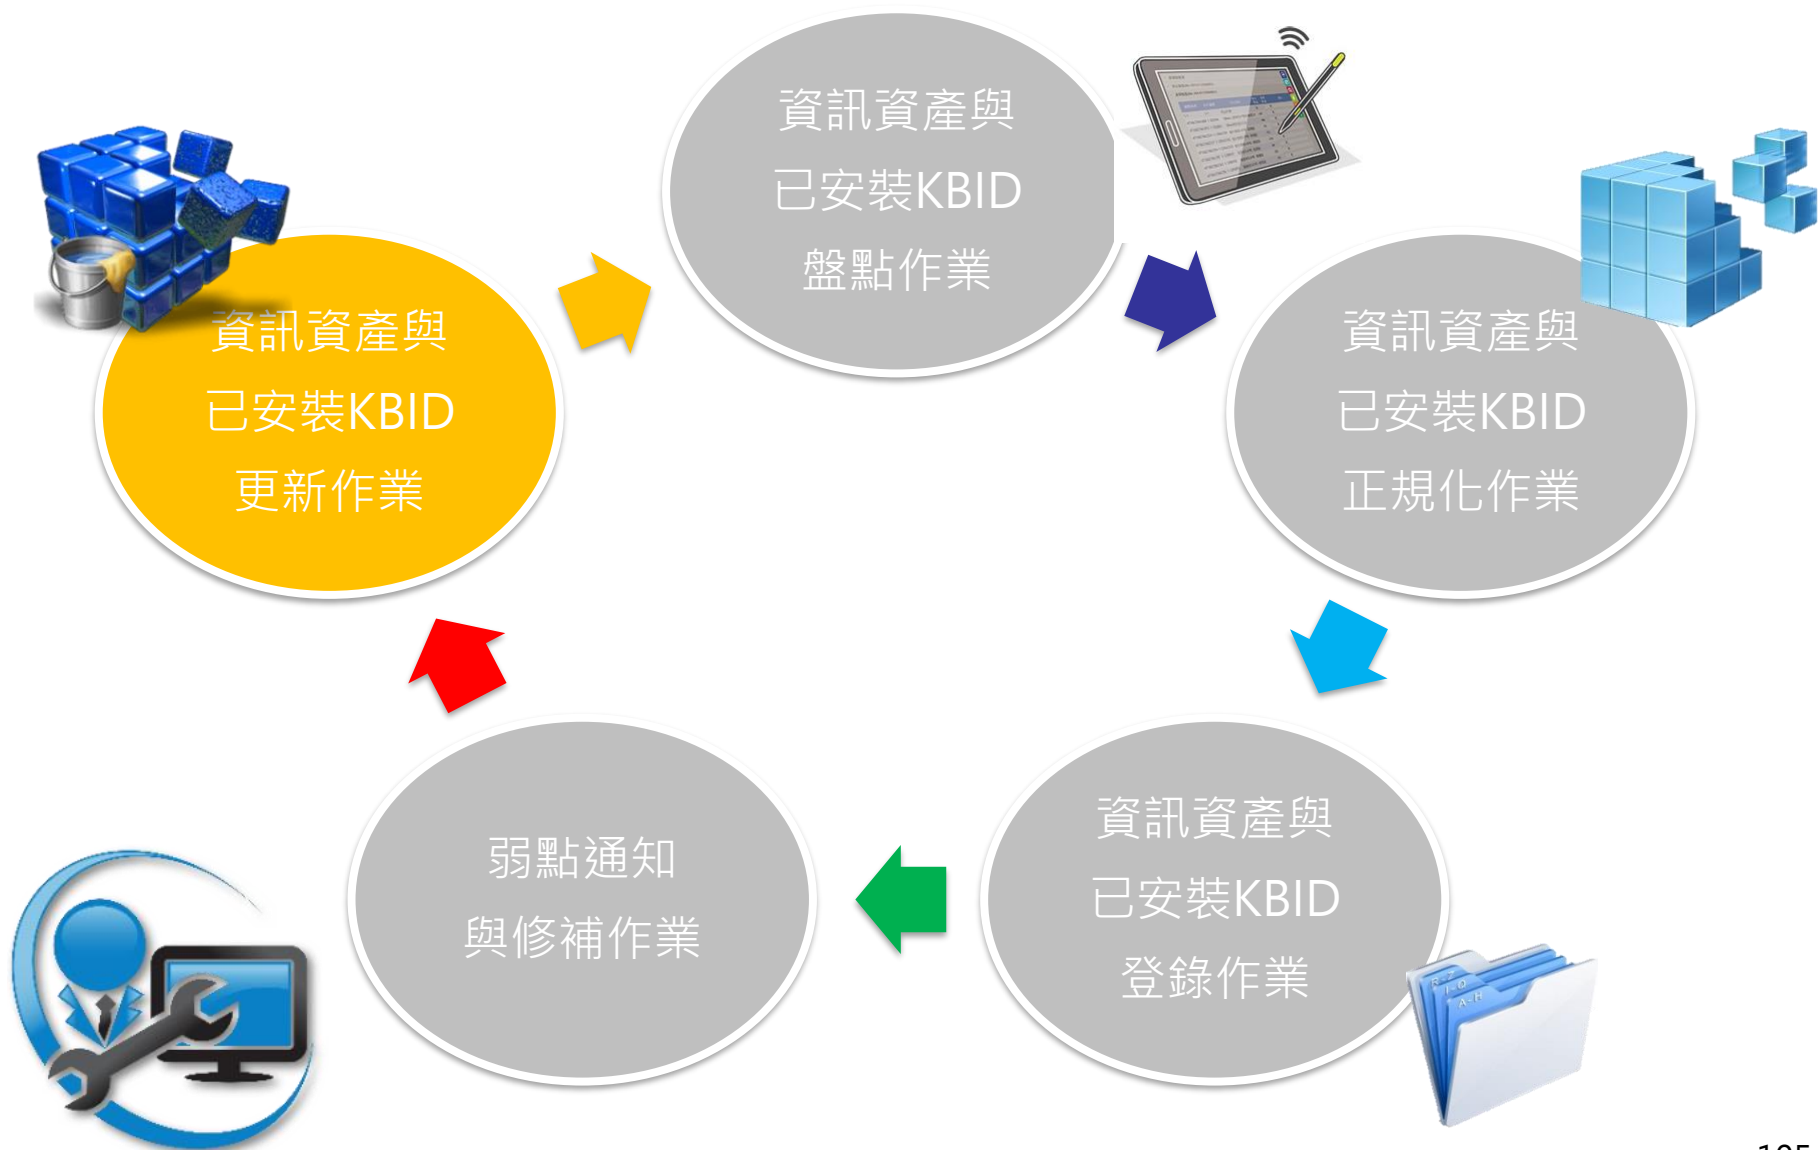 資訊資產與
已安裝KBID
盤點作業
資訊資產與
已安裝KBID
正規化作業
資訊資產與
已安裝KBID
登錄作業
R-Z
I-Q
A-H
弱點通知
與修補作業
資訊資產與
已安裝KBID
更新作業